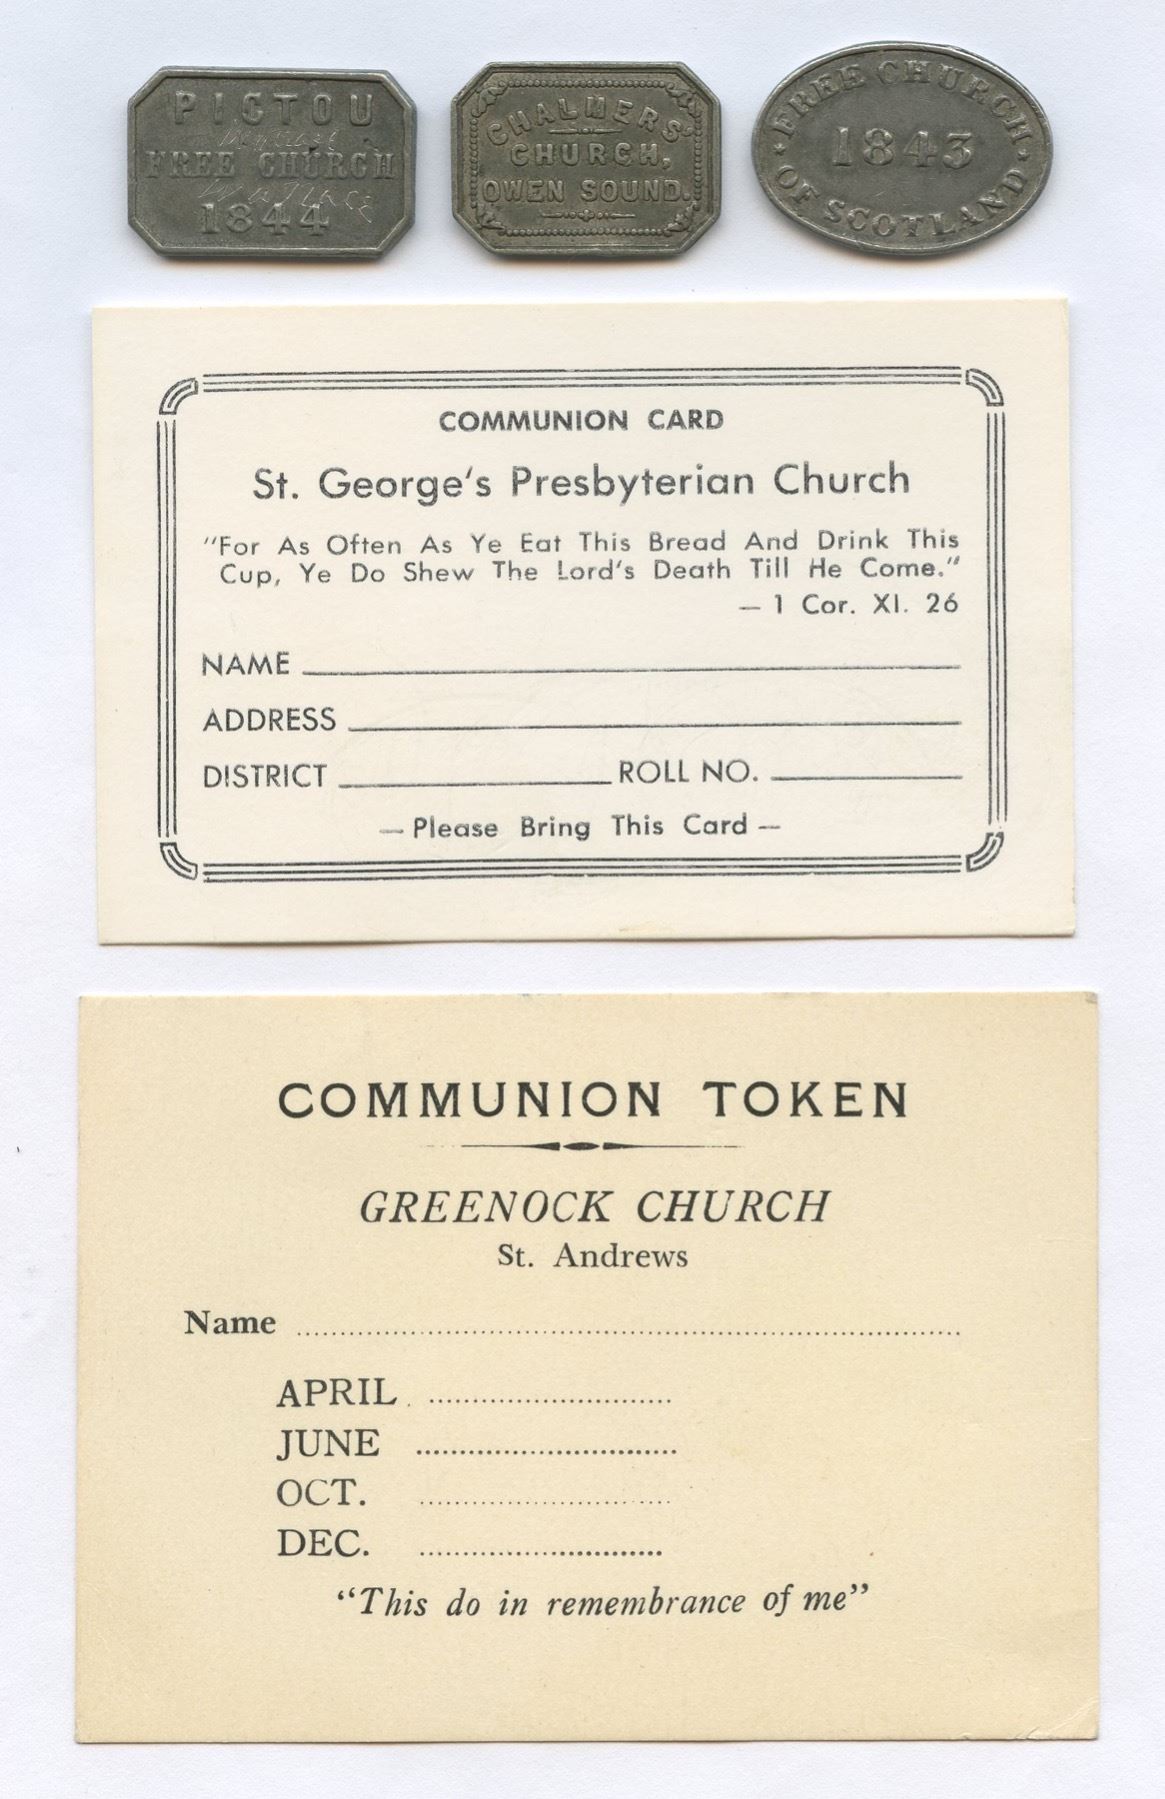 PICTOU
FREE CHURCH
1844
CHALMERS'
CHURCH,
OWEN SOUND.
FREE CHURCH
1843
OF SCOTLAND
COMMUNION CARD
St. George's Presbyterian Church
"For As Often As Ye Eat This Bread And Drink This
Cup, Ye Do Shew The Lord's Death Till He Come."
— 1 Cor. XI. 26
NAME
ADDRESS
DISTRICT ROLL NO.
— Please Bring This Card —
COMMUNION TOKEN
GREENOCK CHURCH
St. Andrews
Name
APRIL
JUNE
OCT.
DEC.
"This do in remembrance of me"